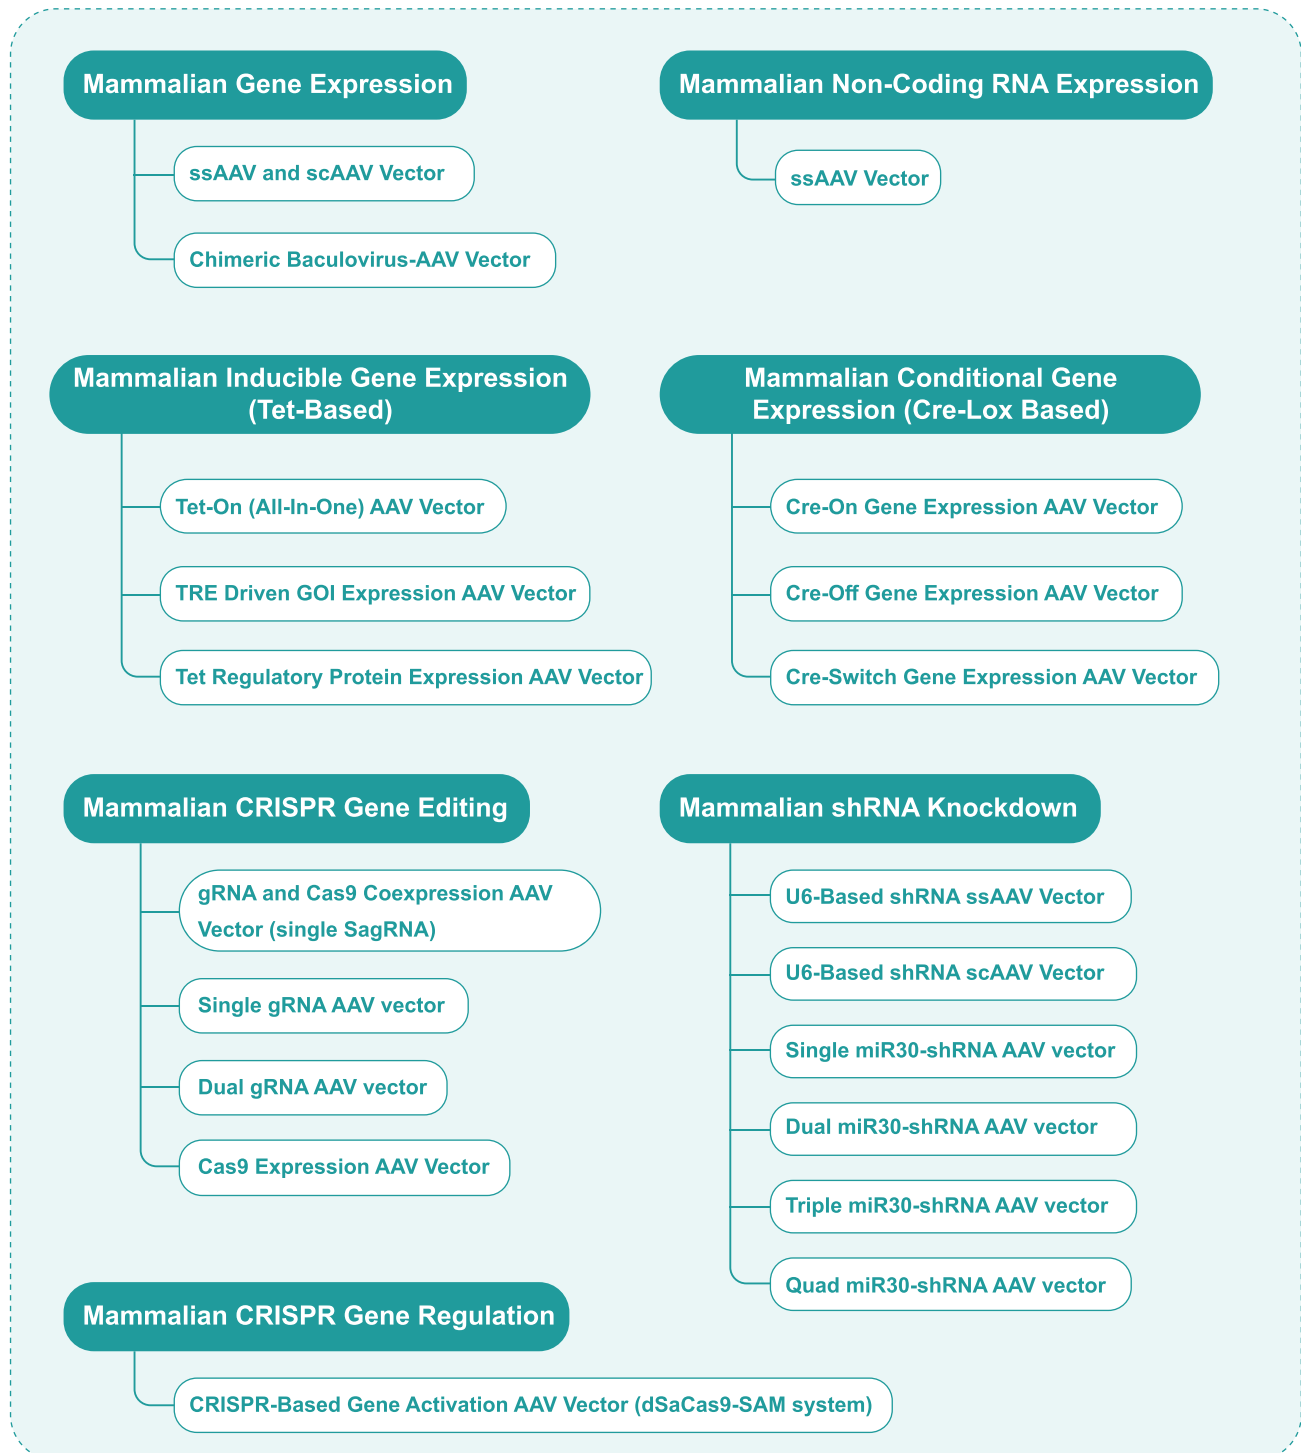 Mammalian Gene Expression
ssAAV and scAAV Vector
Chimeric Baculovirus-AAV Vector
Mammalian Non-Coding RNA Expression
ssAAV Vector
Mammalian Inducible Gene Expression
(Tet-Based)
Tet-On (All-In-One) AAV Vector
TRE Driven GOI Expression AAV Vector
Tet Regulatory Protein Expression AAV Vector
Mammalian Conditional Gene
Expression (Cre-Lox Based)
Cre-On Gene Expression AAV Vector
Cre-Off Gene Expression AAV Vector
Cre-Switch Gene Expression AAV Vector
Mammalian CRISPR Gene Editing
gRNA and Cas9 Coexpression AAV
Vector (single SagRNA)
Single gRNA AAV vector
Dual gRNA AAV vector
Cas9 Expression AAV Vector
Mammalian shRNA Knockdown
U6-Based shRNA ssAAV Vector
U6-Based shRNA scAAV Vector
Single miR30-shRNA AAV vector
Dual miR30-shRNA AAV vector
Triple miR30-shRNA AAV vector
Quad miR30-shRNA AAV vector
Mammalian CRISPR Gene Regulation
CRISPR-Based Gene Activation AAV Vector (dSaCas9-SAM system)